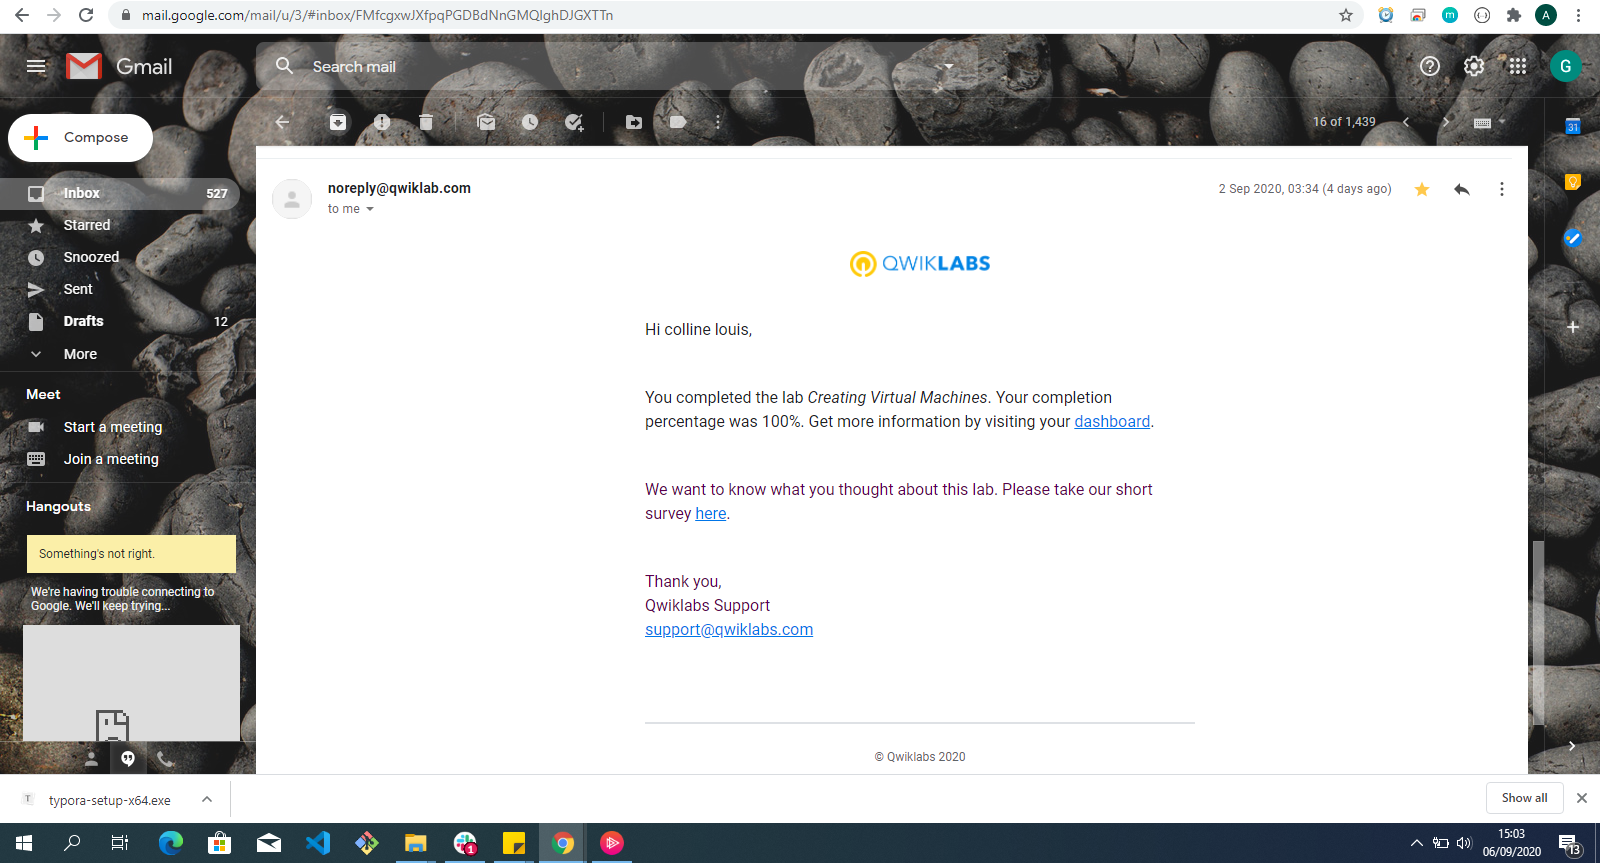 mail.google.com/mail/u/3/#inbox/FMfcgxwJXfpqPGDBdNnGMQlghDJGXTTn
m
A
Gmail
Search mail
G
Compose
16 of 1,439
31
Inbox 527
Starred
Snoozed
Sent
Drafts 12
More
Meet
Start a meeting
Join a meeting
Hangouts
Something's not right.
We're having trouble connecting to
Google. We'll keep trying...
noreply@qwiklab.com
2 Sep 2020, 03:34 (4 days ago)
to me
QWIKLABS
Hi colline louis,
You completed the lab Creating Virtual Machines. Your completion
percentage was 100%. Get more information by visiting your dashboard.
We want to know what you thought about this lab. Please take our short
survey here.
Thank you,
Qwiklabs Support
support@qwiklabs.com
© Qwiklabs 2020
T
typora-setup-x64.exe
Show all
1
15:03
06/09/2020
13